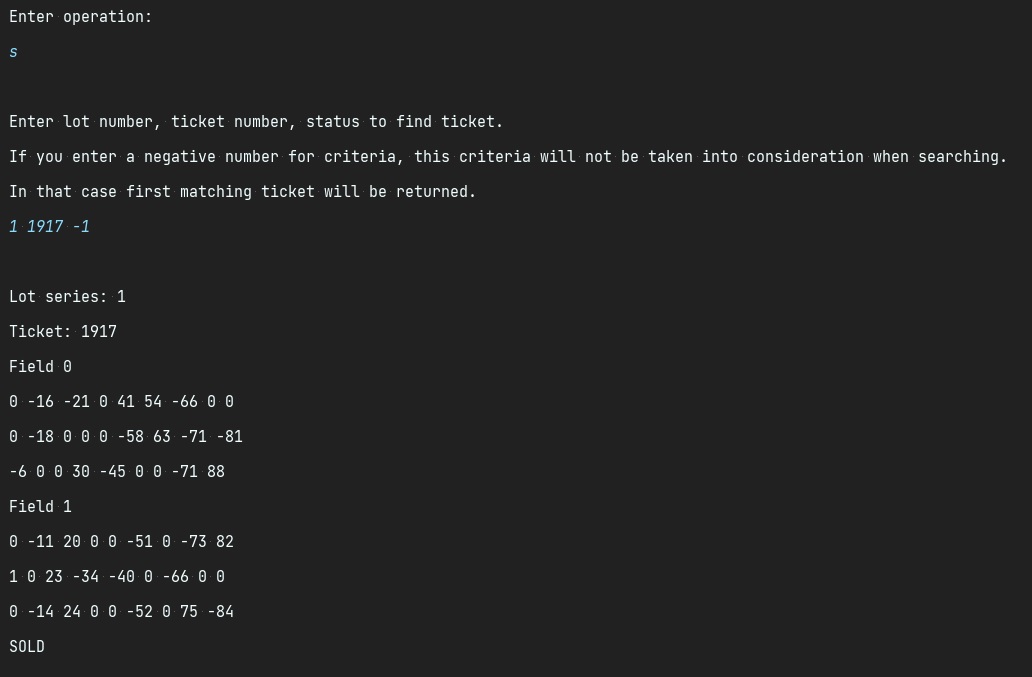 Enter operation:
s
Enter lot number, ticket number, status to find ticket.
If you enter a negative number for criteria, this criteria will not be taken into consideration when searching.
In that case first matching ticket will be returned.
1 1917 -1
Lot series: 1
Ticket: 1917
Field 0
0 -16 -21 0 41 54 -66 0 0
0 -18 0 0 0 -58 63 -71 -81
-6 0 0 30 -45 0 0 -71 88
Field 1
0 -11 20 0 0 -51 0 -73 82
1 0 23 -34 -40 0 -66 0 0
0 -14 24 0 0 -52 0 75 -84
SOLD